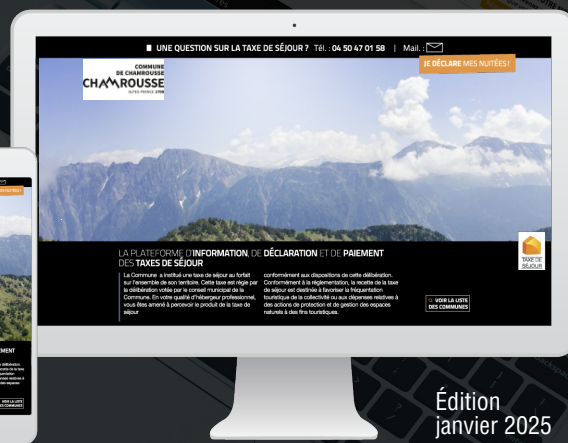 UNE QUESTION SUR LA TAXE DE SÉJOUR ? Tél. : 04 50 47 01 58 | Mail. :
JE DÉCLARE MES NUITÉES !
COMMUNE
DE CHAMROUSSE
CHAMROUSSE
LA PLATEFORME D'INFORMATION, DE DÉCLARATION ET DE PAIEMENT
DES TAXES DE SÉJOUR
La Commune a institué une taxe de séjour au forfait
sur l'ensemble de son territoire. Cette taxe est régie par
la délibération votée par le conseil municipal de la
Commune. En votre qualité d'hébergeur professionnel,
vous êtes amené à percevoir le produit de la taxe de
séjour
conformément aux dispositions de cette délibération.
Conformément à la règlementation, la recette de la taxe
de séjour est destinée à favoriser la fréquentation
touristique de la collectivité ou aux dépenses relatives à
des actions de protection et de gestion des espaces
naturels à des fins touristiques.
TAXE DE
SÉJOUR
VOIR LA LISTE
DES COMMUNES
Édition
janvier 2025